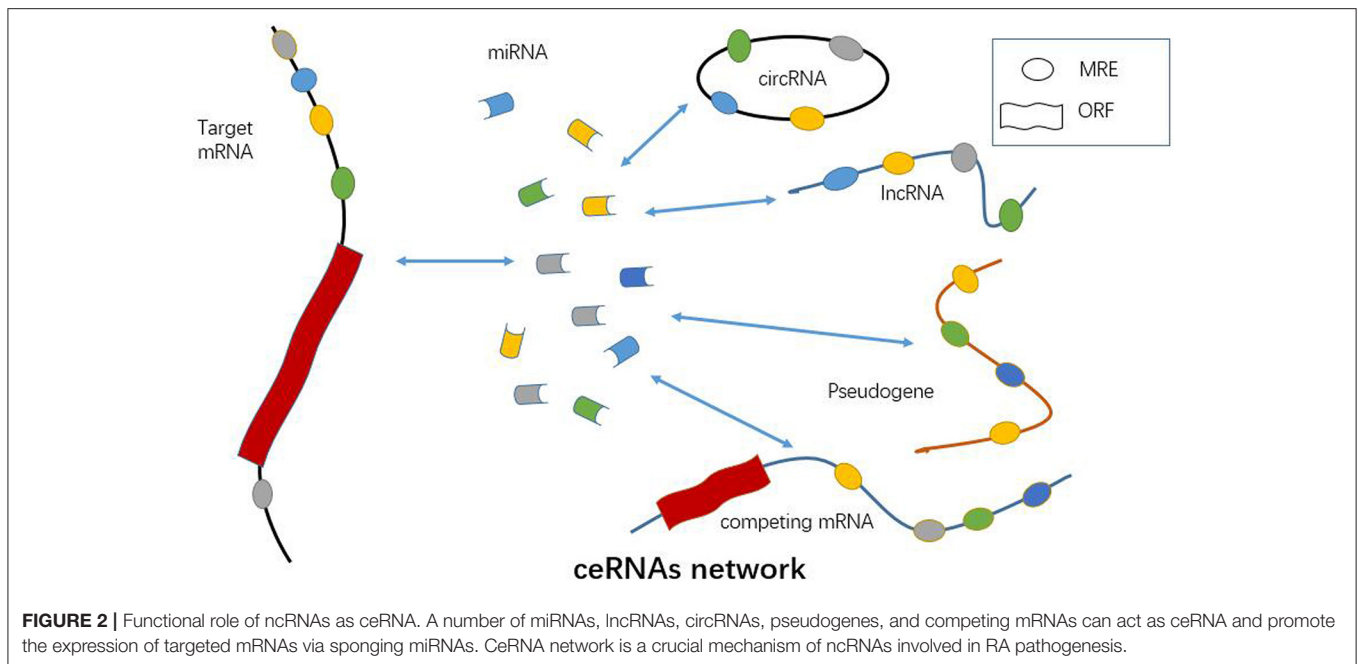 miRNA
circRNA
MRE
ORF
Target
mRNA
lncRNA
Pseudogene
competing mRNA
ceRNAs network
FIGURE 2 | Functional role of ncRNAs as ceRNA. A number of miRNAs, lncRNAs, circRNAs, pseudogenes, and competing mRNAs can act as ceRNA and promote
the expression of targeted mRNAs via sponging miRNAs. CeRNA network is a crucial mechanism of ncRNAs involved in RA pathogenesis.